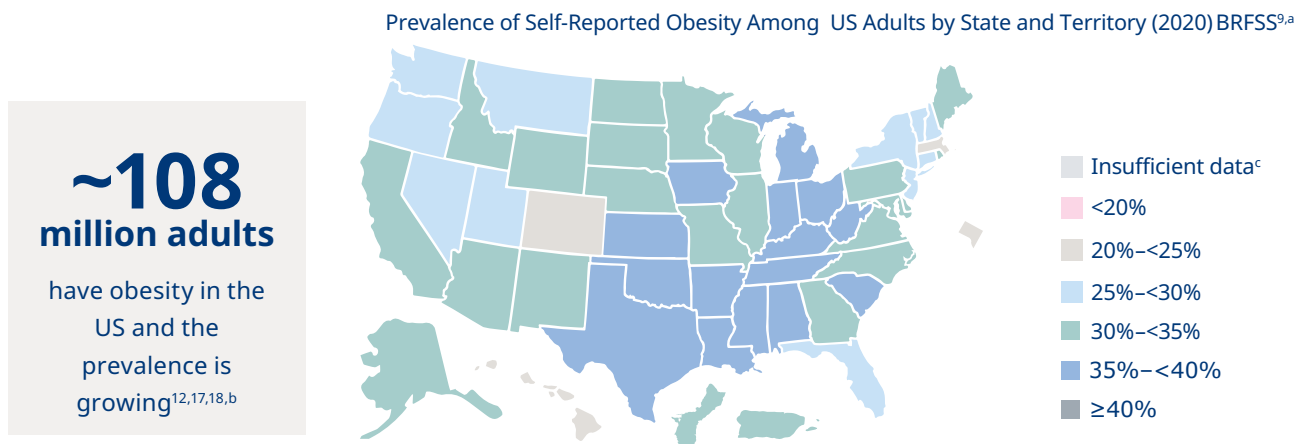 Prevalence of Self-Reported Obesity Among US Adults by State and Territory (2020) BRFSS9,a
~108
million adults
have obesity in the
US and the
prevalence is
growing12,17,18,b
Insufficient datac
<20%
20%–<25%
25%–<30%
30%–<35%
35%–<40%
≥40%